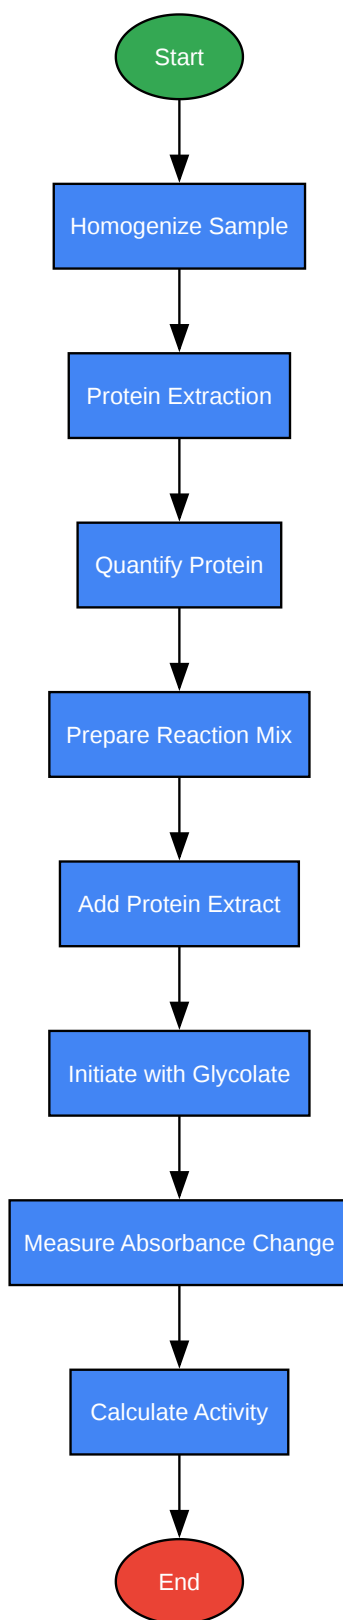 Start
Homogenize Sample
Protein Extraction
Quantify Protein
Prepare Reaction Mix
Add Protein Extract
Initiate with Glycolate
Measure Absorbance Change
Calculate Activity
End